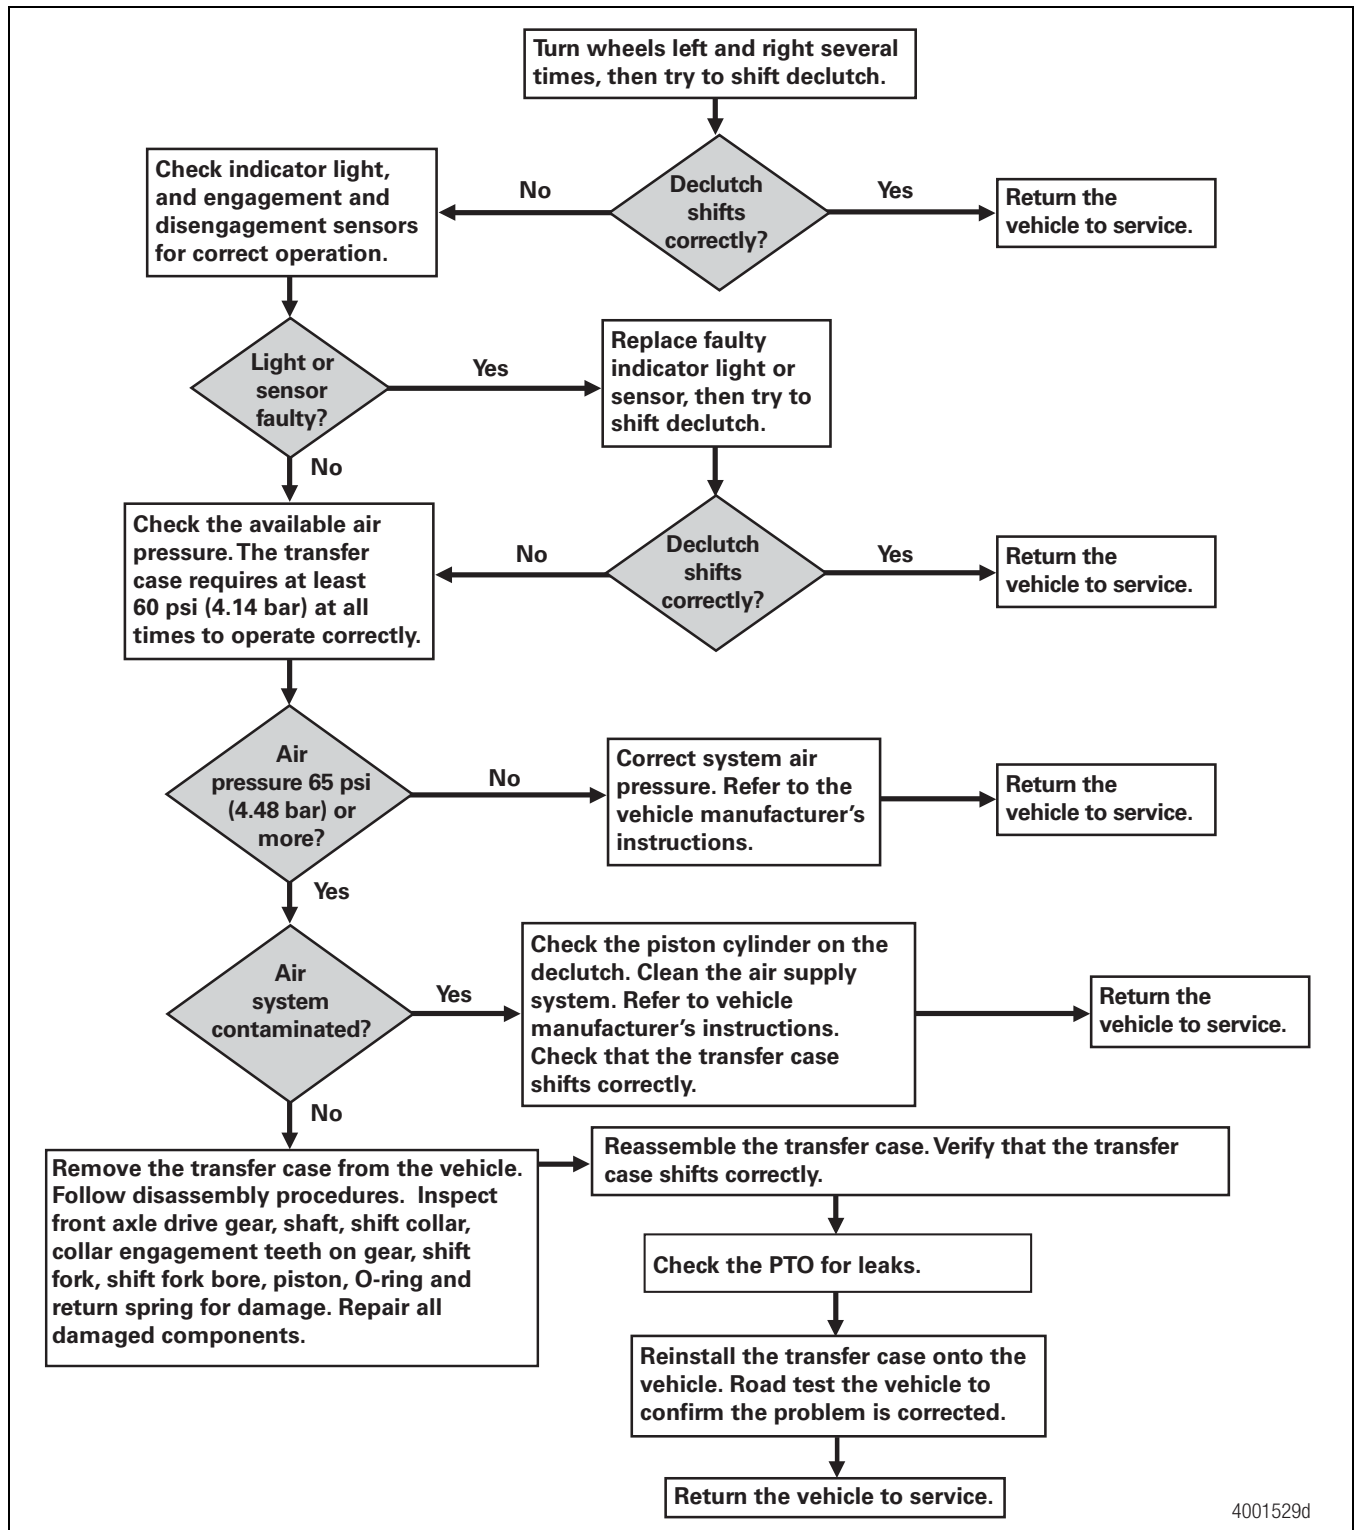 Turn wheels left and right several
times, then try to shift declutch.
Declutch
shifts
correctly?
No
Yes
Check indicator light,
and engagement and
disengagement sensors
for correct operation.
Return the
vehicle to service.
Light or
sensor
faulty?
Yes
No
Replace faulty
indicator light or
sensor, then try to
shift declutch.
Declutch
shifts
correctly?
No
Yes
Return the
vehicle to service.
Check the available air
pressure. The transfer
case requires at least
60 psi (4.14 bar) at all
times to operate correctly.
Air
pressure 65 psi
(4.48 bar) or
more?
No
Yes
Correct system air
pressure. Refer to the
vehicle manufacturer's
instructions.
Return the
vehicle to service.
Air
system
contaminated?
Yes
No
Check the piston cylinder on the
declutch. Clean the air supply
system. Refer to vehicle
manufacturer's instructions.
Check that the transfer case
shifts correctly.
Return the
vehicle to service.
Remove the transfer case from the vehicle.
Follow disassembly procedures. Inspect
front axle drive gear, shaft, shift collar,
collar engagement teeth on gear, shift
fork, shift fork bore, piston, O-ring and
return spring for damage. Repair all
damaged components.
Reassemble the transfer case. Verify that the transfer
case shifts correctly.
Check the PTO for leaks.
Reinstall the transfer case onto the
vehicle. Road test the vehicle to
confirm the problem is corrected.
Return the vehicle to service.
4001529d